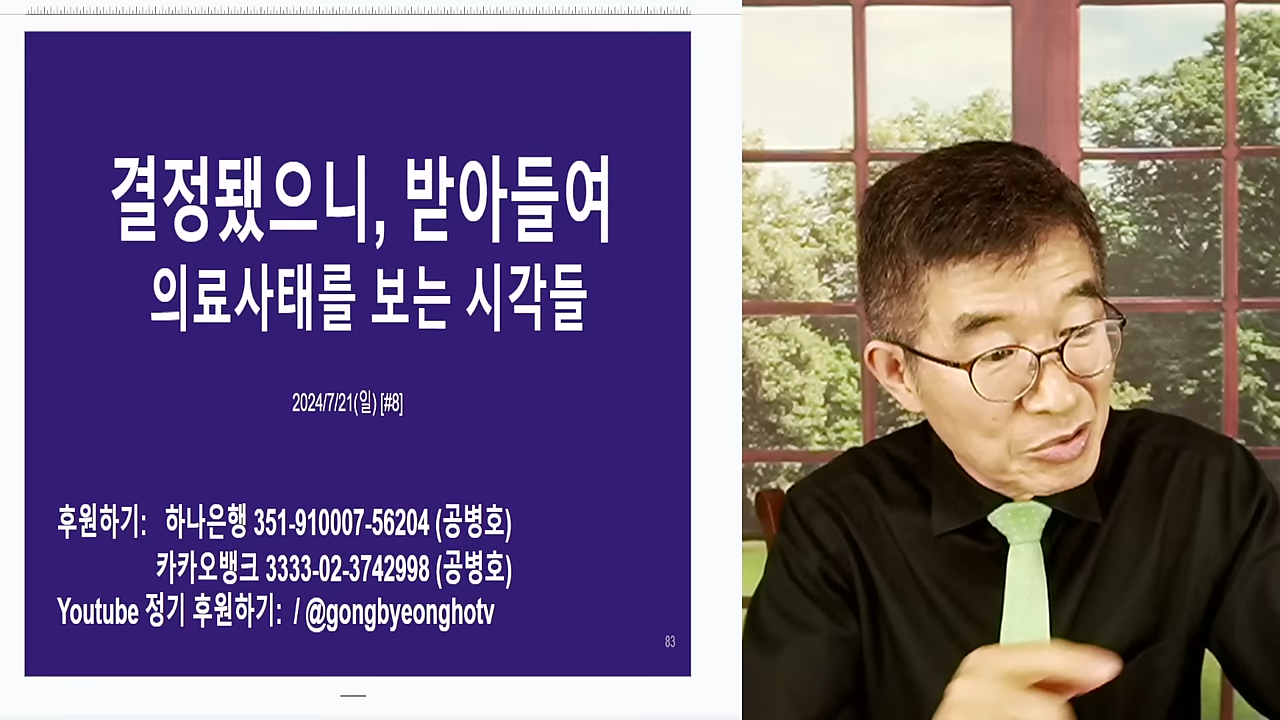 결정됐으니, 받아들여
의료사태를 보는 시각들
2024/7/21(일) [#8]
후원하기: 하나은행 351-910007-56204 (공병호)
카카오뱅크 3333-02-3742998 (공병호)
Youtube 정기 후원하기: / @gongbyeonghotv
83